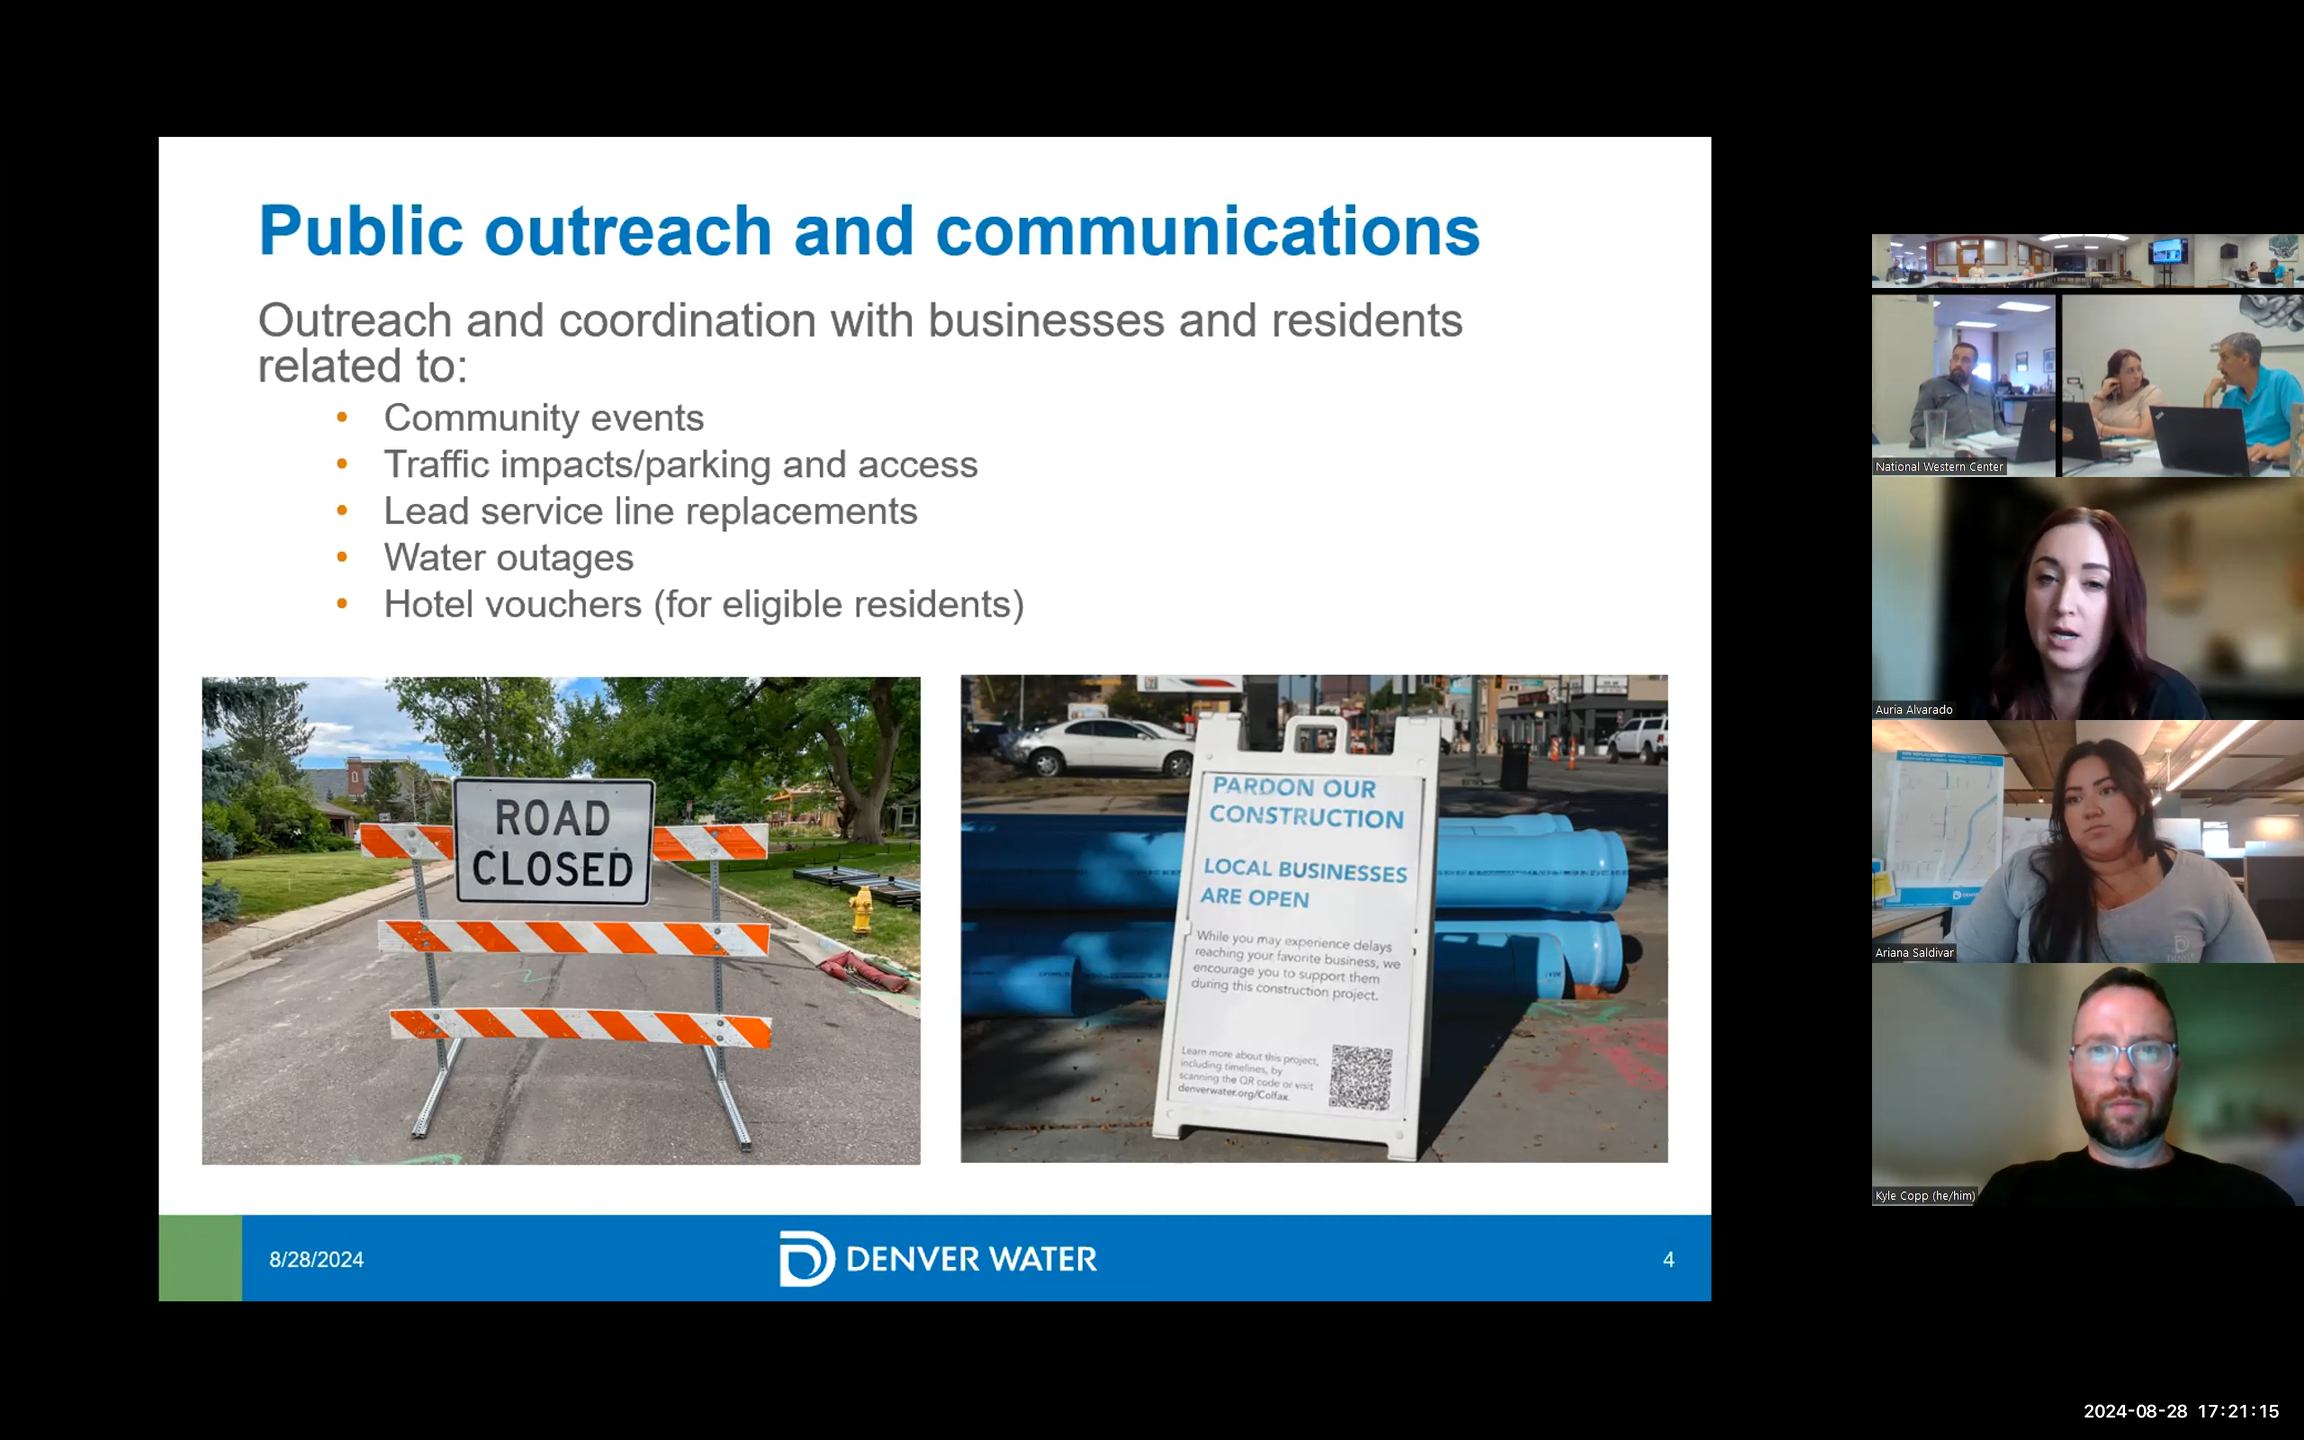 Public outreach and communications
Outreach and coordination with businesses and residents
related to:
• Community events
• Traffic impacts/parking and access
• Lead service line replacements
• Water outages
• Hotel vouchers (for eligible residents)
ROAD
CLOSED
PARDON OUR
CONSTRUCTION
LOCAL BUSINESSES
ARE OPEN
While you may experience delays
reaching your favorite business, we
encourage you to support them
during this construction project.
Learn more about this project,
including timelines, by
scanning the QR code or visit
denverwater.org/Colfax.
8/28/2024
DENVER WATER
4
National Western Center
Auria Alvarado
Ariana Saldivar
Kyle Copp (he/him)
2024-08-28 17:21:15